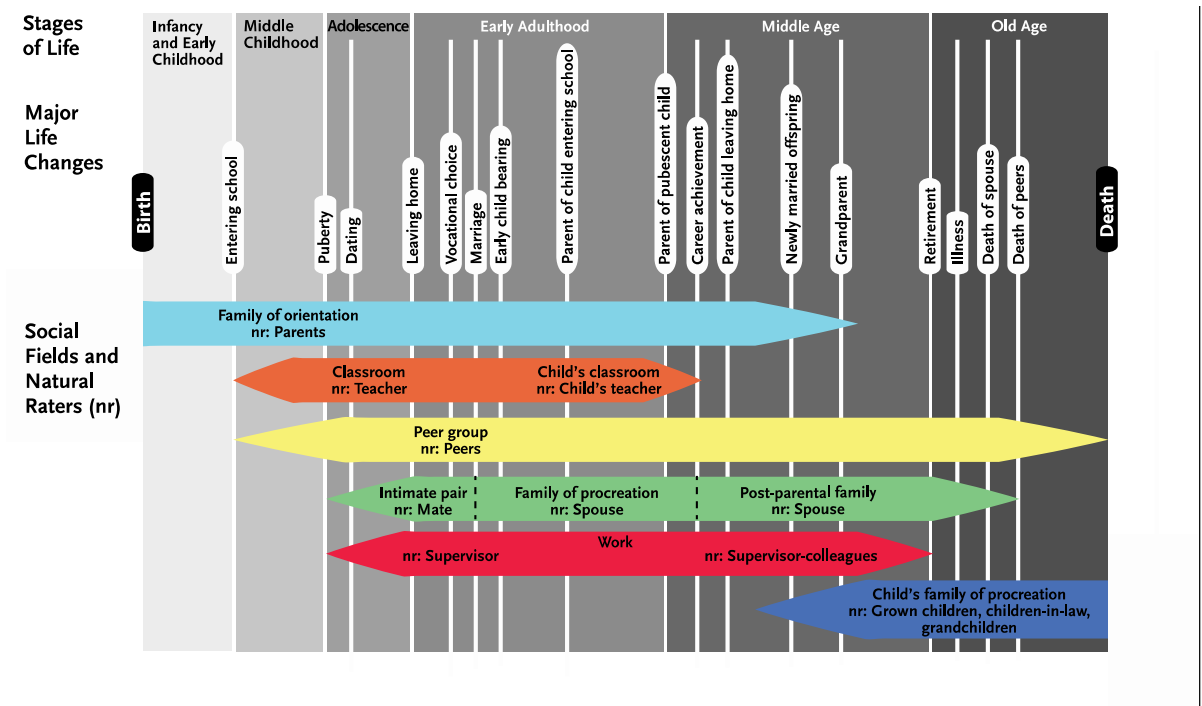 Stages
of Life
Infancy
and Early
Childhood
Middle
Childhood
Adolescence
Early Adulthood
Middle Age
Old Age
Major
Life
Changes
Birth
Entering school
Puberty
Dating
Leaving home
Vocational choice
Marriage
Early child bearing
Parent of child entering school
Parent of pubescent child
Career achievement
Parent of child leaving home
Newly married offspring
Grandparent
Retirement
Illness
Death of spouse
Death of peers
Death
Social
Fields and
Natural
Raters (nr)
Family of orientation
nr: Parents
Classroom
nr: Teacher
Child’s classroom
nr: Child’s teacher
Peer group
nr: Peers
Intimate pair
nr: Mate
Family of procreation
nr: Spouse
Post-parental family
nr: Spouse
Work
nr: Supervisor
nr: Supervisor-colleagues
Child’s family of procreation
nr: Grown children, children-in-law,
grandchildren